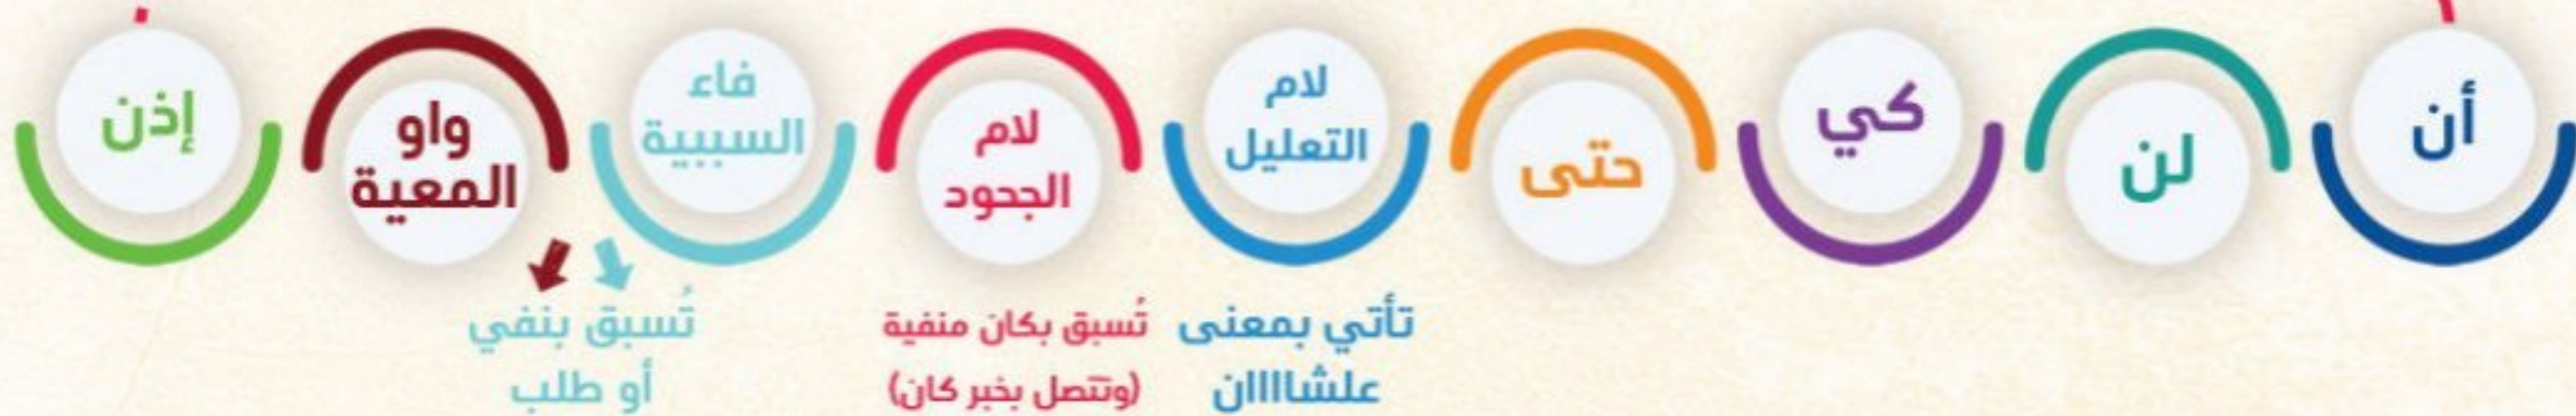 أن
لن
كي
حتى
لام
التعليل
لام
الجحود
فاء
السببية
واو
المعية
إذن
تأتي بمعنى
علشاااان
تُسبق بكان منفية
(وتتصل بخبر كان)
تُسبق بنفي
أو طلب